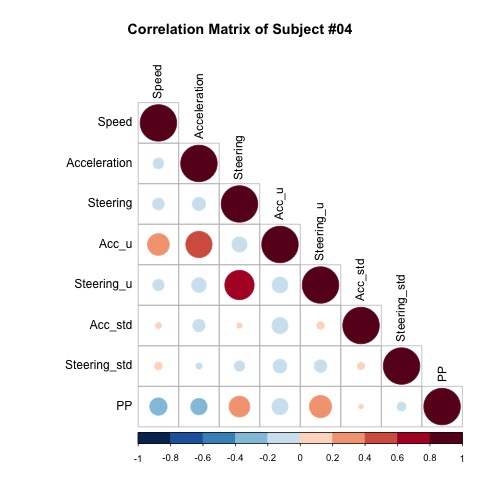 Correlation Matrix of Subject #04
Speed
Acceleration
Steering
Acc_u
Steering_u
Acc_std
Steering_std
PP
Speed
Acceleration
Steering
Acc_u
Steering_u
Acc_std
Steering_std
PP
-1 -0.8 -0.6 -0.4 -0.2 0 0.2 0.4 0.6 0.8 1